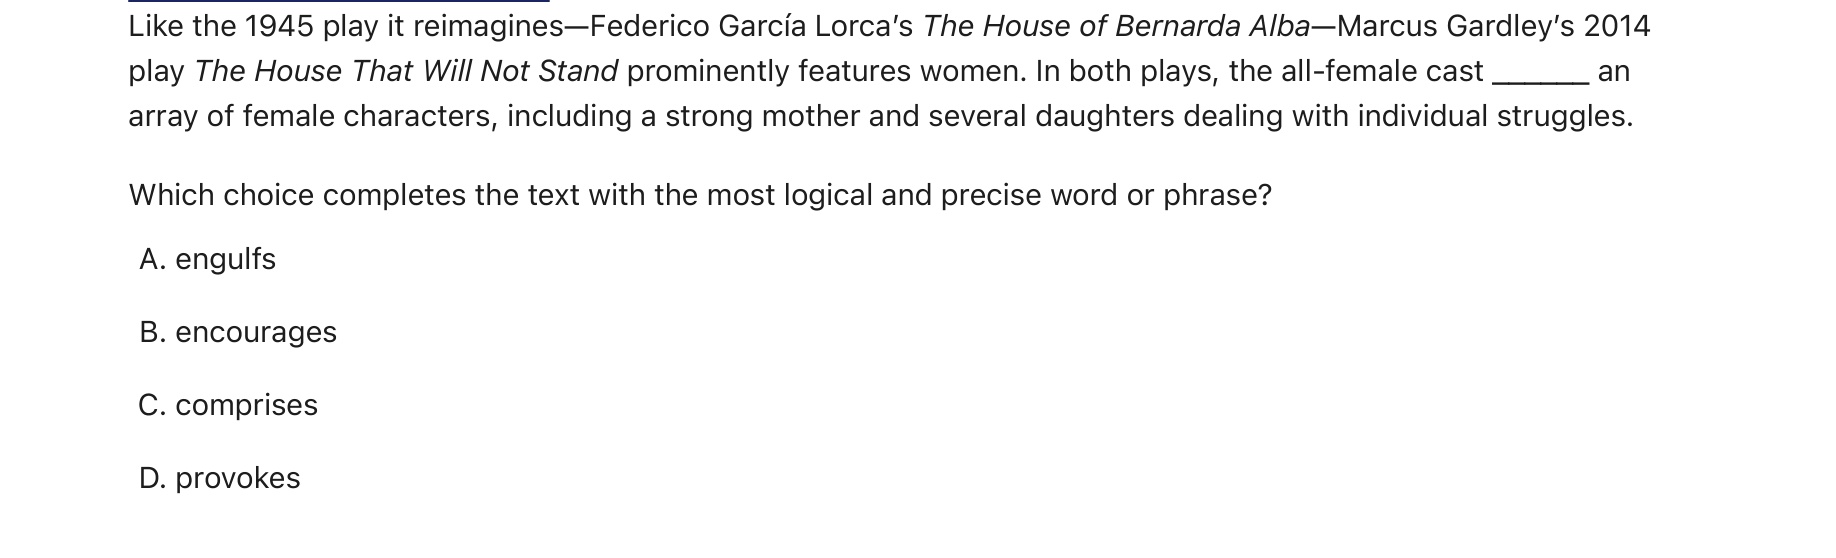 Like the 1945 play it reimagines—Federico García Lorca’s The House of Bernarda Alba—Marcus Gardley’s 2014
play The House That Will Not Stand prominently features women. In both plays, the all-female cast ______ an
array of female characters, including a strong mother and several daughters dealing with individual struggles.
Which choice completes the text with the most logical and precise word or phrase?
A. engulfs
B. encourages
C. comprises
D. provokes